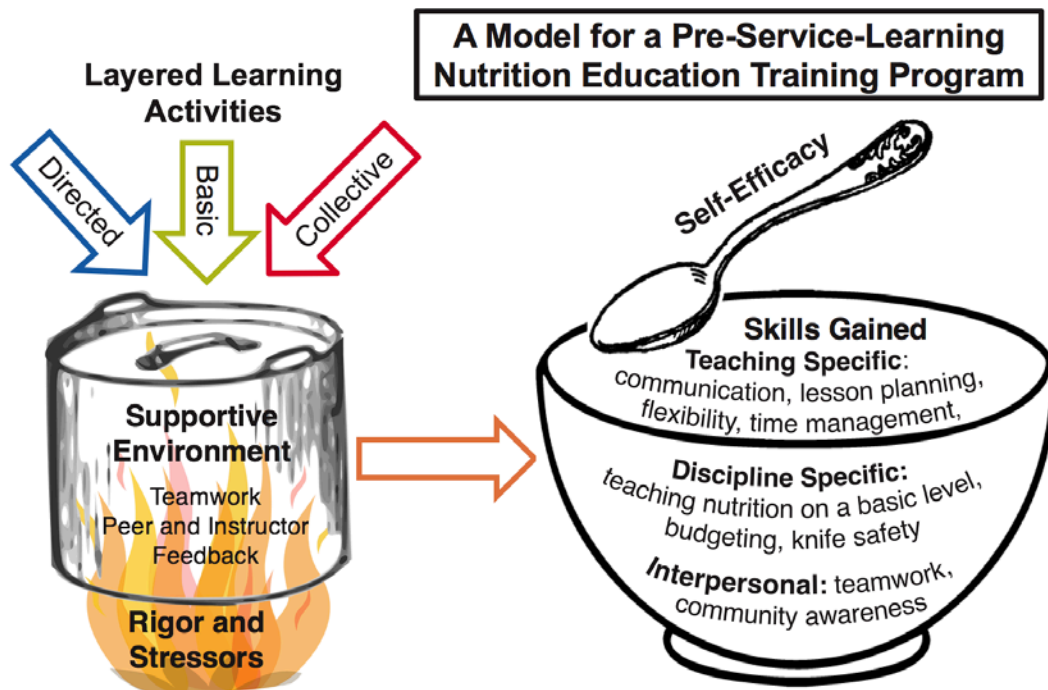 A Model for a Pre-Service-Learning
Nutrition Education Training Program
Layered Learning
Activities
Directed
Basic
Collective
Supportive
Environment
Teamwork
Peer and Instructor
Feedback
Rigor and
Stressors
Self-Efficacy
Skills Gained
Teaching Specific:
communication, lesson planning,
flexibility, time management,
Discipline Specific:
teaching nutrition on a basic level,
budgeting, knife safety
Interpersonal: teamwork,
community awareness